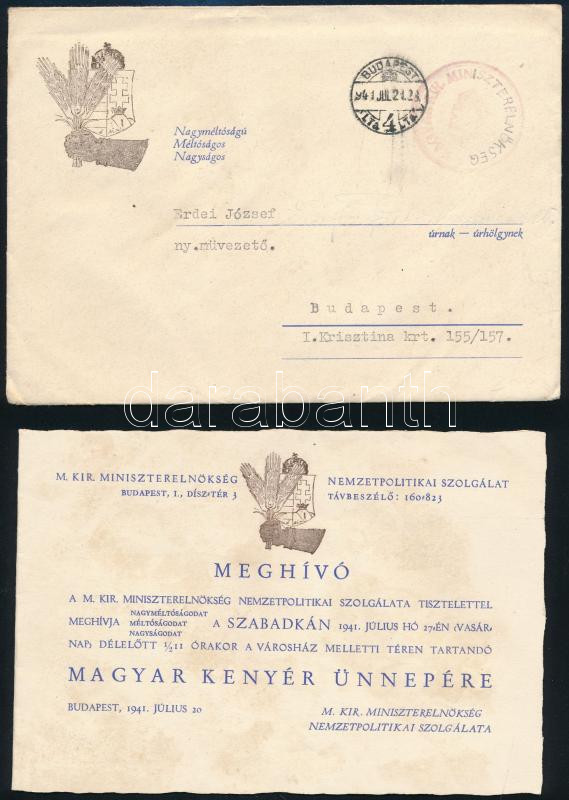 BUDAPEST
M. KIR. MINISZTERELNÖKSÉG
941 JUL.21.24
4
Nagyméltóságú
Méltóságos
Nagyságos
Erdei József
úrnak — úrhölgynek
ny.müvezető.
Budapest.
I.Krisztina krt. 155/157.
darabanth
M. KIR. MINISZTERELNÖKSÉG
BUDAPEST, I., DÍSZ-TÉR 3
NEMZETPOLITIKAI SZOLGÁLAT
TÁVBESZÉLŐ: 160-823
MEGHÍVÓ
A M. KIR. MINISZTERELNÖKSÉG NEMZETPOLITIKAI SZOLGÁLATA TISZTELETTEL
MEGHÍVJA NAGYMÉLTÓSÁGODAT MÉLTÓSÁGODAT NAGYSÁGODAT A SZABADKÁN 1941. JÚLIUS HÓ 27-ÉN (VASÁR-
NAP) DÉLELŐTT ½11 ÓRAKOR A VÁROSHÁZ MELLETTI TÉREN TARTANDÓ
MAGYAR KENYÉR ÜNNEPÉRE
BUDAPEST, 1941. JÚLIUS 20
M. KIR. MINISZTERELNÖKSÉG
NEMZETPOLITIKAI SZOLGÁLATA